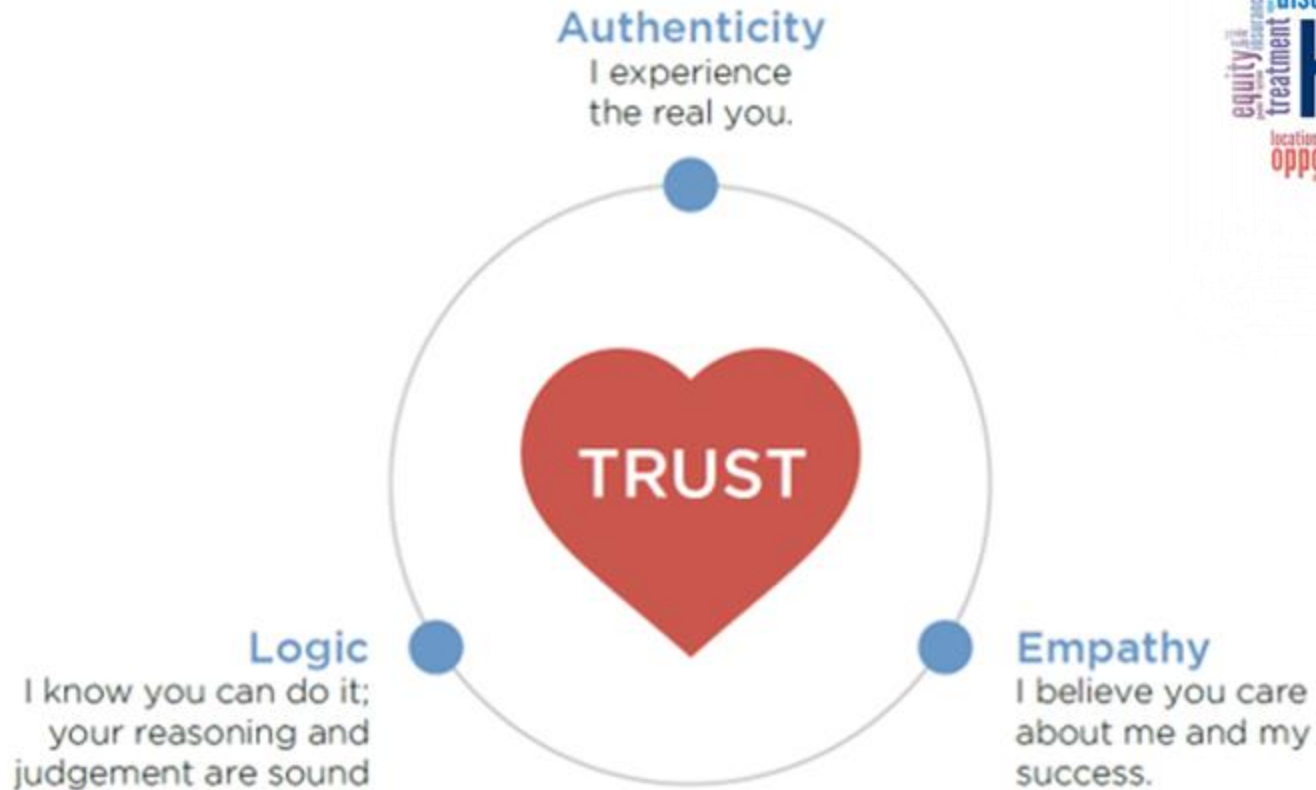 Authenticity
I experience
the real you.
equity
treatment
TRUST
Logic
I know you can do it;
your reasoning and
judgement are sound
Empathy
I believe you care
about me and my
success.